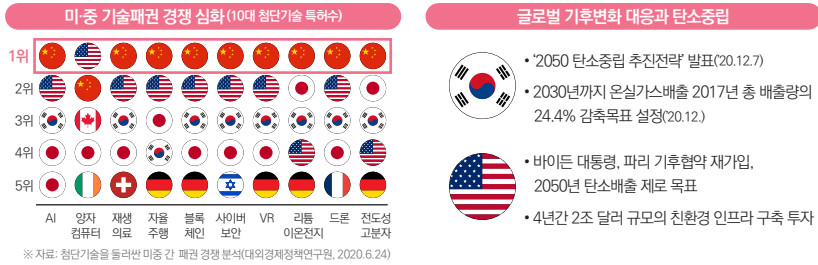 미·중 기술패권 경쟁 심화 (10대 첨단기술 특허수)
1위
2위
3위
4위
5위
AI
양자
컴퓨터
재생
의료
자율
주행
블록
체인
사이버
보안
VR
리튬
이온전지
드론
전도성
고분자
※ 자료 : 첨단기술을 둘러싼 미중 간 패권 경쟁 분석(대외경제정책연구원, 2020.6.24)
글로벌 기후변화 대응과 탄소중립
• ‘2050 탄소중립 추진전략’ 발표(‘20.12.7)
• 2030년까지 온실가스배출 2017년 총 배출량의
24.4% 감축목표 설정(‘20.12.)
• 바이든 대통령, 파리 기후협약 재가입,
2050년 탄소배출 제로 목표
• 4년간 2조 달러 규모의 친환경 인프라 구축 투자